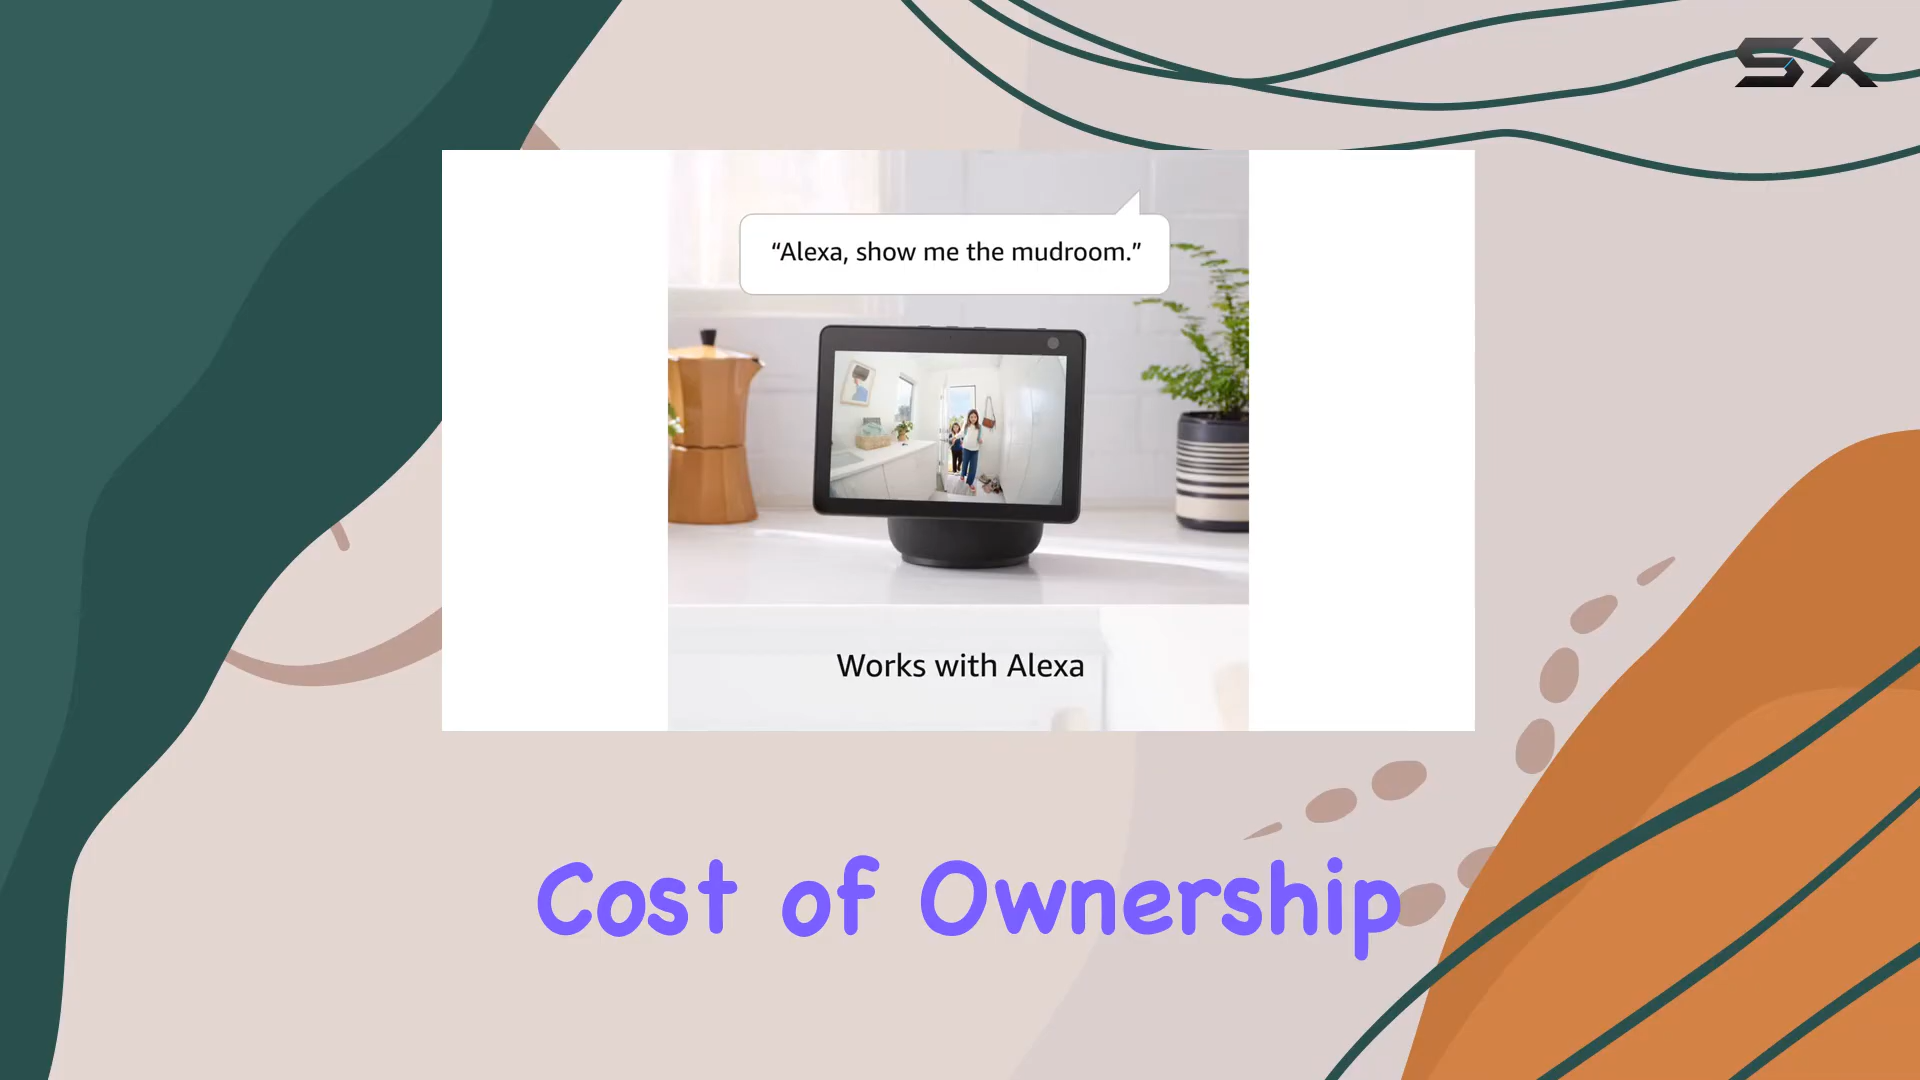 SX
“Alexa, show me the mudroom.”
Works with Alexa
Cost of Ownership